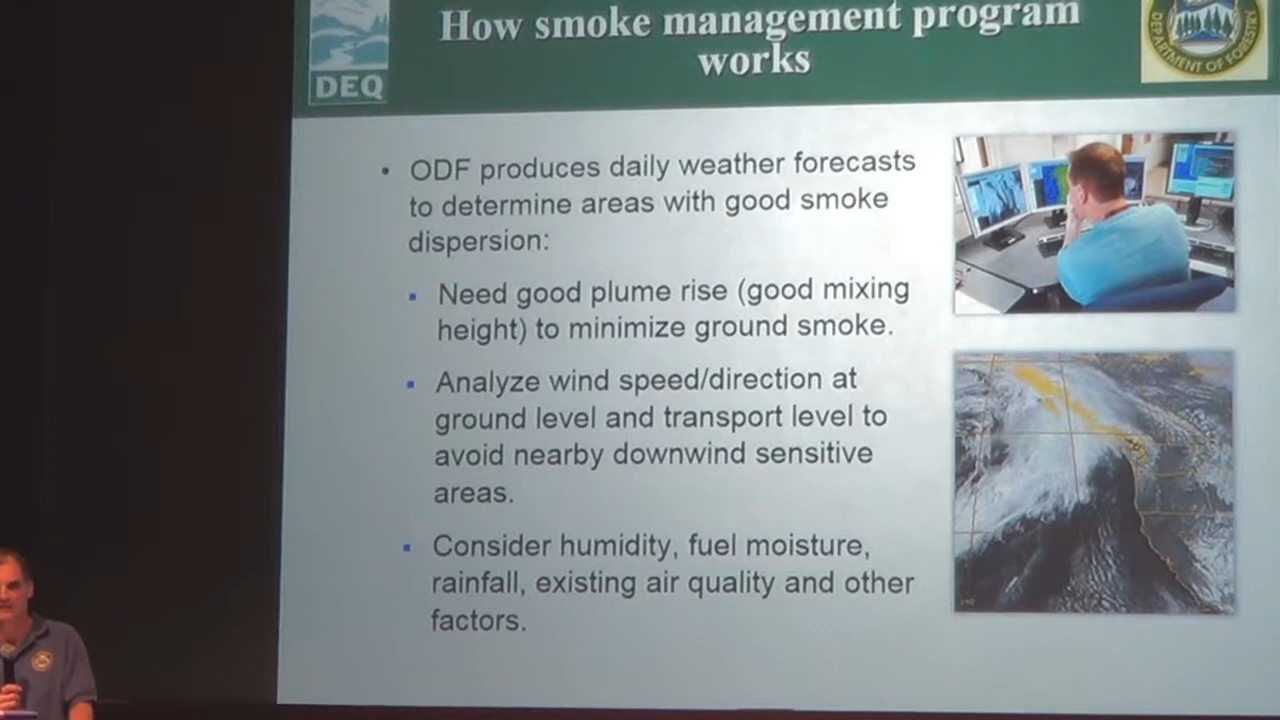 How smoke management program
works
DEQ
DEPARTMENT OF FORESTRY
• ODF produces daily weather forecasts
to determine areas with good smoke
dispersion:
▪ Need good plume rise (good mixing
height) to minimize ground smoke.
▪ Analyze wind speed/direction at
ground level and transport level to
avoid nearby downwind sensitive
areas.
▪ Consider humidity, fuel moisture,
rainfall, existing air quality and other
factors.